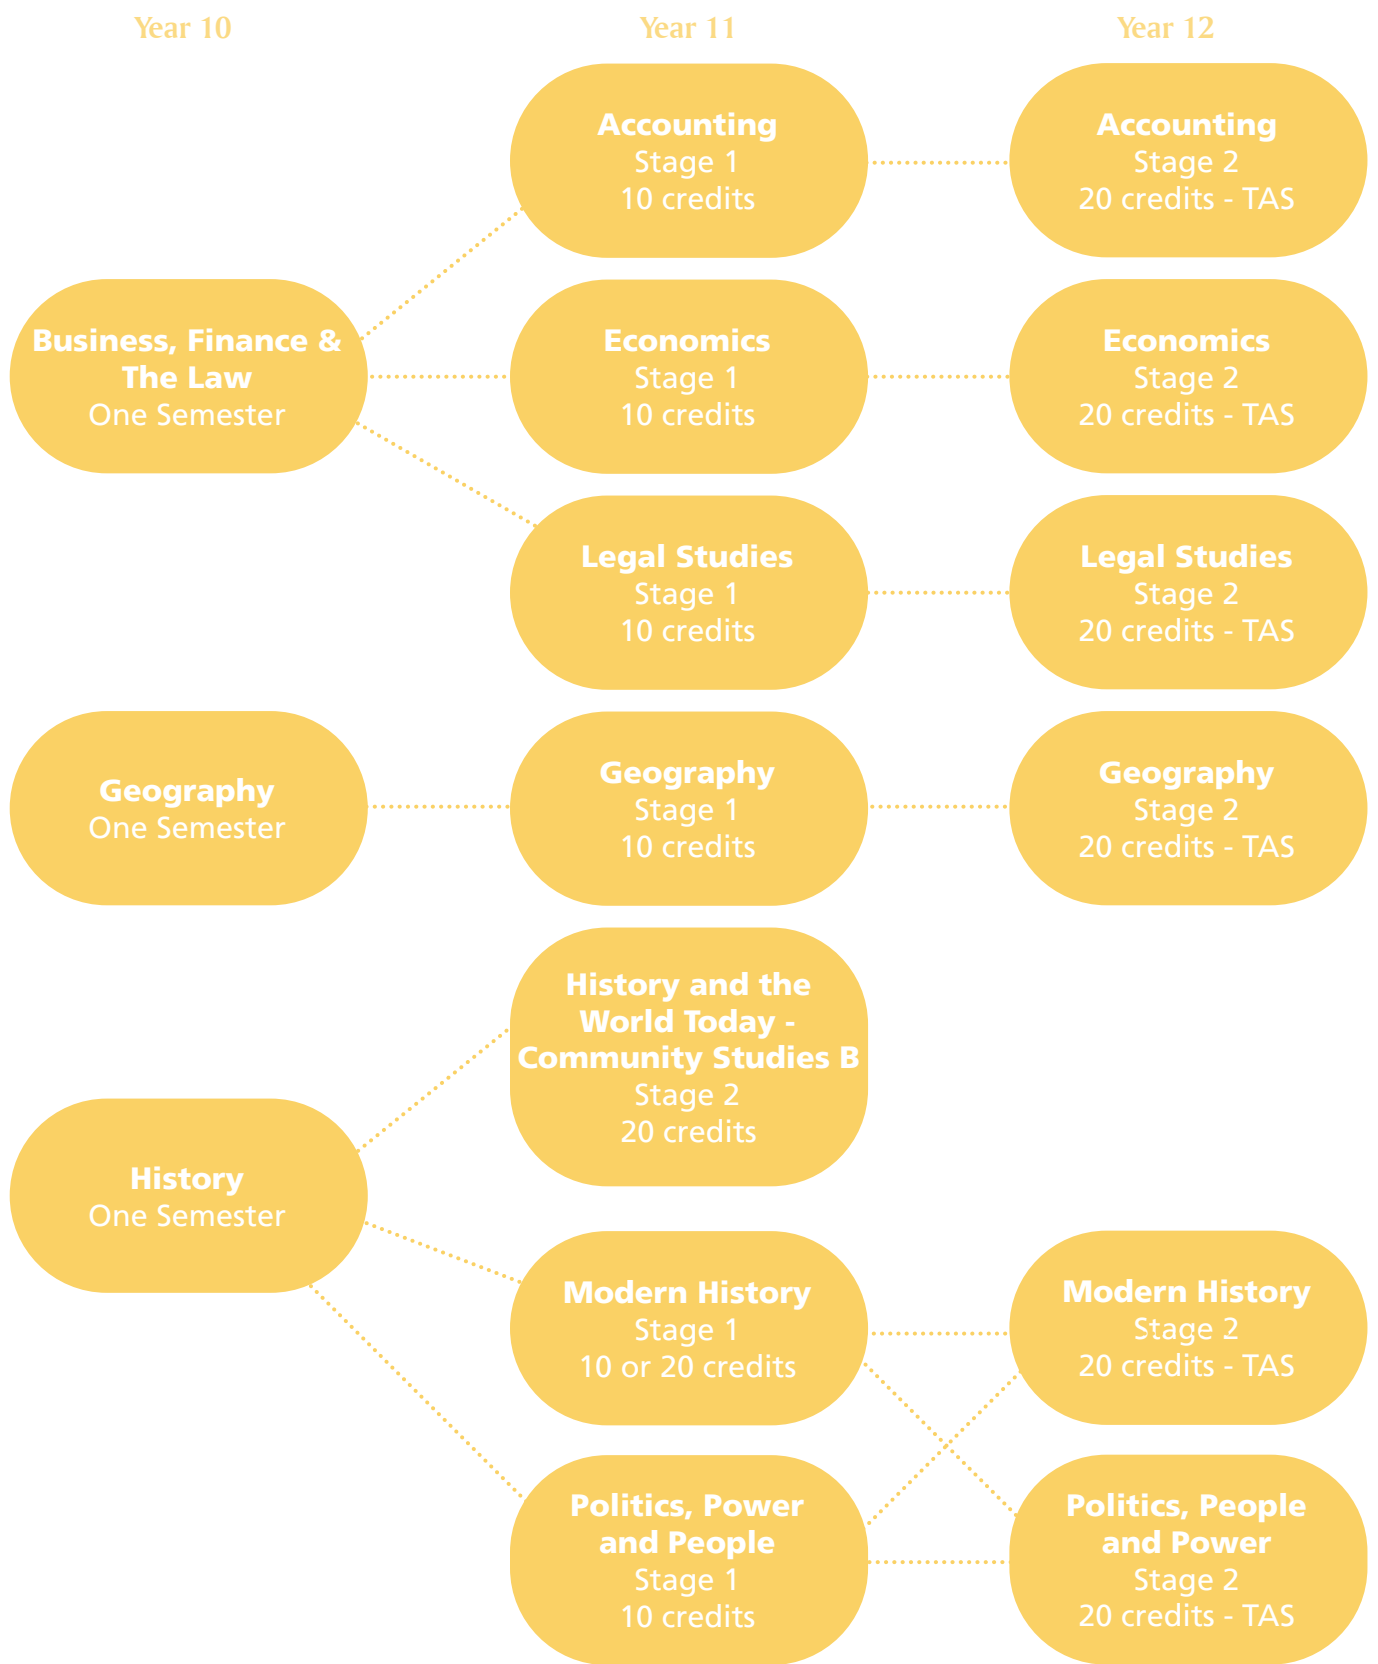 Year 10
Year 11
Year 12
Accounting
Stage 1
10 credits
Accounting
Stage 2
20 credits - TAS
Business, Finance &
The Law
One Semester
Economics
Stage 1
10 credits
Economics
Stage 2
20 credits - TAS
Legal Studies
Stage 1
10 credits
Legal Studies
Stage 2
20 credits - TAS
Geography
One Semester
Geography
Stage 1
10 credits
Geography
Stage 2
20 credits - TAS
History and the
World Today -
Community Studies B
Stage 2
20 credits
History
One Semester
Modern History
Stage 1
10 or 20 credits
Modern History
Stage 2
20 credits - TAS
Politics, Power
and People
Stage 1
10 credits
Politics, People
and Power
Stage 2
20 credits - TAS